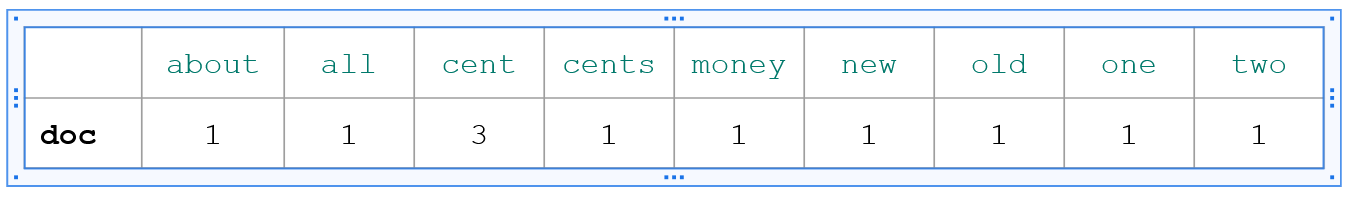 about all cent cents money new old one two
doc 1 1 3 1 1 1 1 1 1